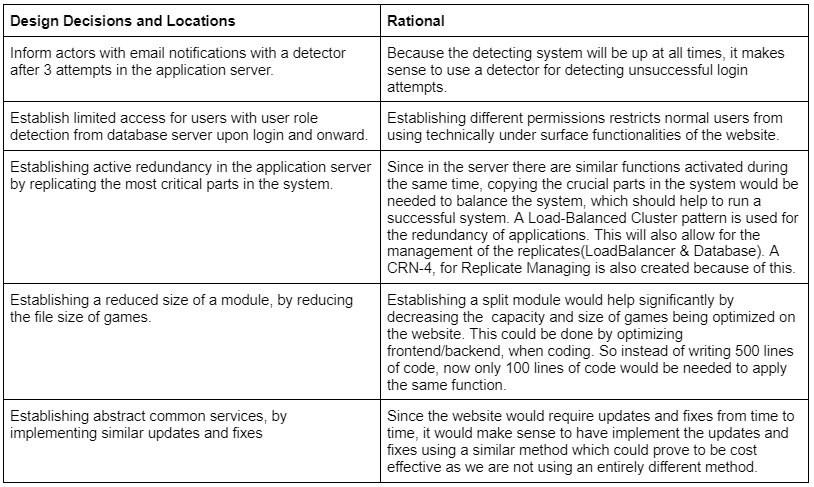 Design Decisions and Locations
Rational
Inform actors with email notifications with a detector
after 3 attempts in the application server.
Because the detecting system will be up at all times, it makes
sense to use a detector for detecting unsuccessful login
attempts.
Establish limited access for users with user role
detection from database server upon login and onward.
Establishing different permissions restricts normal users from
using technically under surface functionalities of the website.
Establishing active redundancy in the application server
by replicating the most critical parts in the system.
Since in the server there are similar functions activated during
the same time, copying the crucial parts in the system would be
needed to balance the system, which should help to run a
successful system. A Load-Balanced Cluster pattern is used for
the redundancy of applications. This will also allow for the
management of the replicates(LoadBalancer & Database). A
CRN-4, for Replicate Managing is also created because of this.
Establishing a reduced size of a module, by reducing
the file size of games.
Establishing a split module would help significantly by
decreasing the  capacity and size of games being optimized on
the website. This could be done by optimizing
frontend/backend, when coding. So instead of writing 500 lines
of code, now only 100 lines of code would be needed to apply
the same function.
Establishing abstract common services, by
implementing similar updates and fixes
Since the website would require updates and fixes from time to
time, it would make sense to have implement the updates and
fixes using a similar method which could prove to be cost
effective as we are not using an entirely different method.